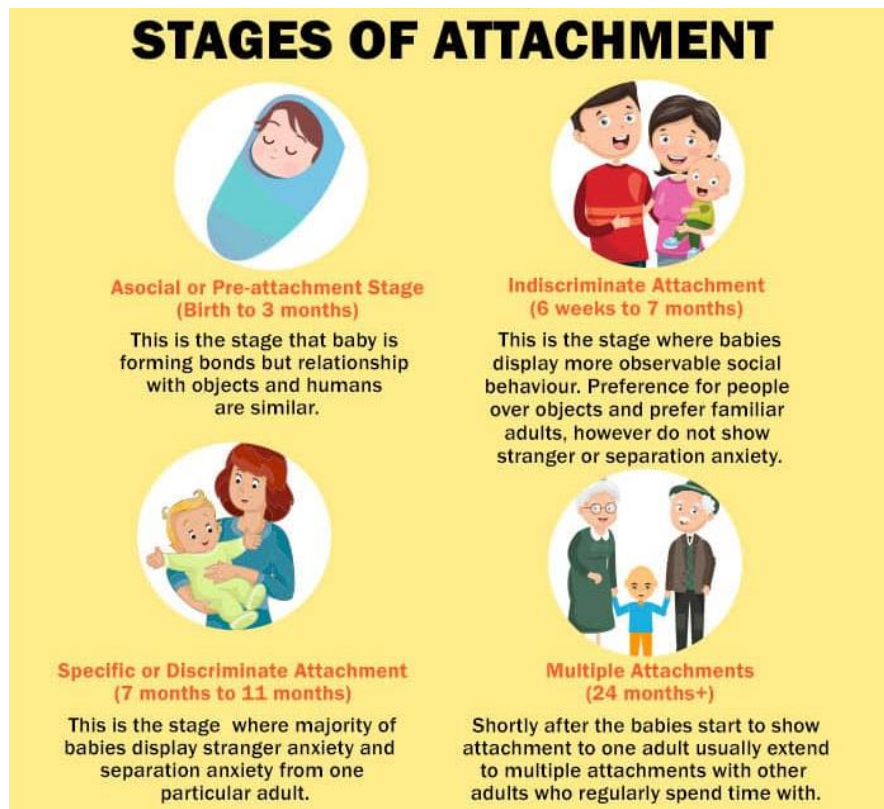 STAGES OF ATTACHMENT
Asocial or Pre-attachment Stage
(Birth to 3 months)
This is the stage that baby is
forming bonds but relationship
with objects and humans
are similar.
Indiscriminate Attachment
(6 weeks to 7 months)
This is the stage where babies
display more observable social
behaviour. Preference for people
over objects and prefer familiar
adults, however do not show
stranger or separation anxiety.
Specific or Discriminate Attachment
(7 months to 11 months)
This is the stage where majority of
babies display stranger anxiety and
separation anxiety from one
particular adult.
Multiple Attachments
(24 months+)
Shortly after the babies start to show
attachment to one adult usually extend
to multiple attachments with other
adults who regularly spend time with.